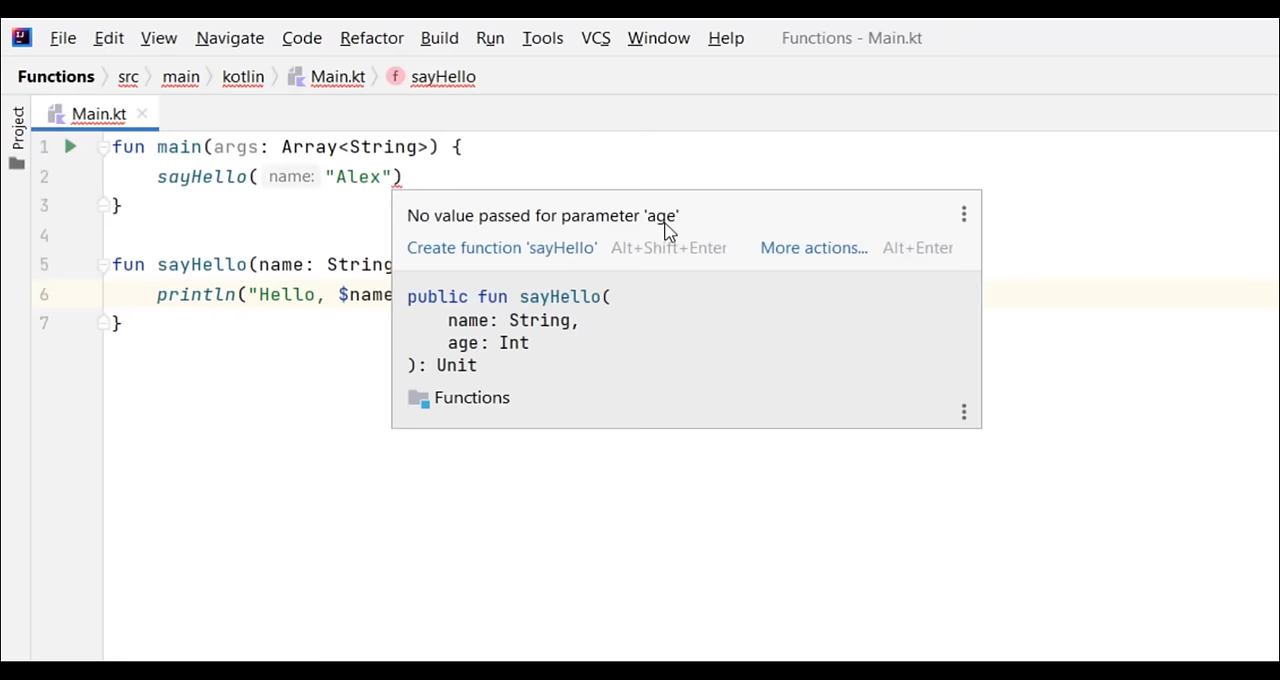 File Edit View Navigate Code Refactor Build Run Tools VCS Window Help Functions - Main.kt
Functions src main kotlin Main.kt f sayHello
Project
Main.kt
1 fun main(args: Array<String>) {
2 sayHello( name: "Alex")
3 }
4
5 fun sayHello(name: String
6 println("Hello, $name
7 }
No value passed for parameter 'age'
Create function 'sayHello' Alt+Shift+Enter More actions... Alt+Enter
public fun sayHello(
name: String,
age: Int
): Unit
Functions